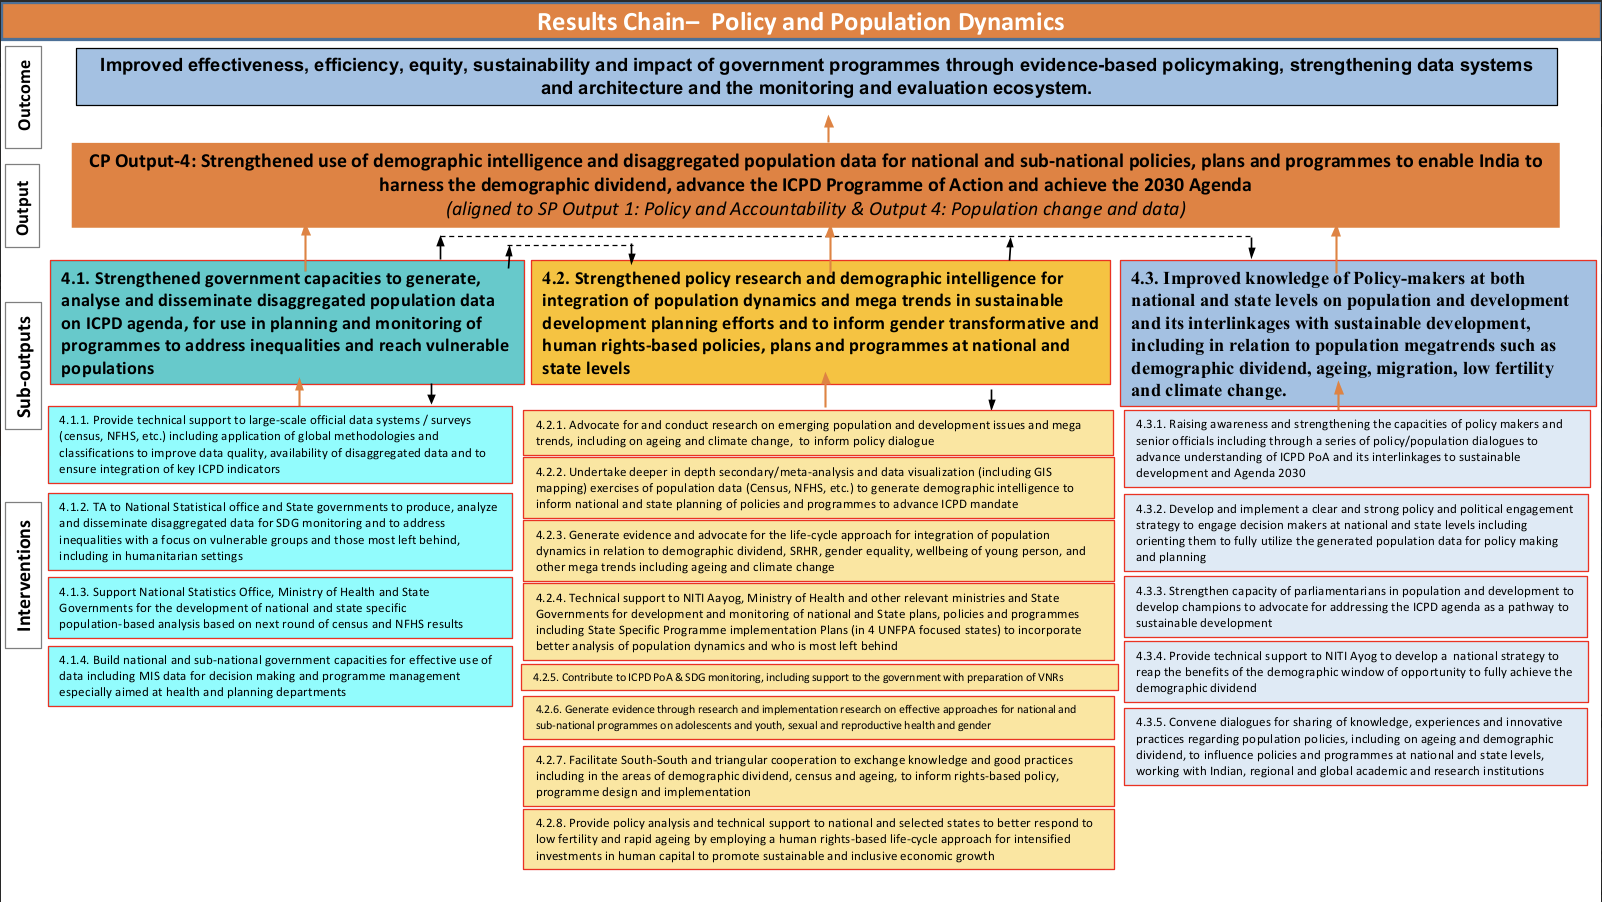 Results Chain–  Policy and Population Dynamics
Outcome
Improved effectiveness, efficiency, equity, sustainability and impact of government programmes through evidence-based policymaking, strengthening data systems
and architecture and the monitoring and evaluation ecosystem.
Output
CP Output-4: Strengthened use of demographic intelligence and disaggregated population data for national and sub-national policies, plans and programmes to enable India to
harness the demographic dividend, advance the ICPD Programme of Action and achieve the 2030 Agenda
(aligned to SP Output 1: Policy and Accountability & Output 4: Population change and data)
Sub-outputs
4.1. Strengthened government capacities to generate,
analyse and disseminate disaggregated population data
on ICPD agenda, for use in planning and monitoring of
programmes to address inequalities and reach vulnerable
populations
4.2. Strengthened policy research and demographic intelligence for
integration of population dynamics and mega trends in sustainable
development planning efforts and to inform gender transformative and
human rights-based policies, plans and programmes at national and
state levels
4.3. Improved knowledge of Policy-makers at both
national and state levels on population and development
and its interlinkages with sustainable development,
including in relation to population megatrends such as
demographic dividend, ageing, migration, low fertility
and climate change.
Interventions
4.1.1. Provide technical support to large-scale official data systems / surveys
(census, NFHS, etc.) including application of global methodologies and
classifications to improve data quality, availability of disaggregated data and to
ensure integration of key ICPD indicators
4.1.2. TA to National Statistical office and State governments to produce, analyze
and disseminate disaggregated data for SDG monitoring and to address
inequalities with a focus on vulnerable groups and those most left behind,
including in humanitarian settings
4.1.3. Support National Statistics Office, Ministry of Health and State
Governments for the development of national and state specific
population-based analysis based on next round of census and NFHS results
4.1.4. Build national and sub-national government capacities for effective use of
data including MIS data for decision making and programme management
especially aimed at health and planning departments
4.2.1. Advocate for and conduct research on emerging population and development issues and mega
trends, including on ageing and climate change,  to inform policy dialogue
4.2.2. Undertake deeper in depth secondary/meta-analysis and data visualization (including GIS
mapping) exercises of population data (Census, NFHS, etc.) to generate demographic intelligence to
inform national and state planning of policies and programmes to advance ICPD mandate
4.2.3. Generate evidence and advocate for the life-cycle approach for integration of population
dynamics in relation to demographic dividend, SRHR, gender equality, wellbeing of young person, and
other mega trends including ageing and climate change
4.2.4. Technical support to NITI Aayog, Ministry of Health and other relevant ministries and State
Governments for development and monitoring of national and State plans, policies and programmes
including State Specific Programme implementation Plans (in 4 UNFPA focused states) to incorporate
better analysis of population dynamics and who is most left behind
4.2.5. Contribute to ICPD PoA & SDG monitoring, including support to the government with preparation of VNRs
4.2.6. Generate evidence through research and implementation research on effective approaches for national and
sub-national programmes on adolescents and youth, sexual and reproductive health and gender
4.2.7. Facilitate South-South and triangular cooperation to exchange knowledge and good practices
including in the areas of demographic dividend, census and ageing, to inform rights-based policy,
programme design and implementation
4.2.8. Provide policy analysis and technical support to national and selected states to better respond to
low fertility and rapid ageing by employing a human rights-based life-cycle approach for intensified
investments in human capital to promote sustainable and inclusive economic growth
4.3.1. Raising awareness and strengthening the capacities of policy makers and
senior officials including through a series of policy/population dialogues to
advance understanding of ICPD PoA and its interlinkages to sustainable
development and Agenda 2030
4.3.2. Develop and implement a clear and strong policy and political engagement
strategy to engage decision makers at national and state levels including
orienting them to fully utilize the generated population data for policy making
and planning
4.3.3. Strengthen capacity of parliamentarians in population and development to
develop champions to advocate for addressing the ICPD agenda as a pathway to
sustainable development
4.3.4. Provide technical support to NITI Ayog to develop a  national strategy to
reap the benefits of the demographic window of opportunity to fully achieve the
demographic dividend
4.3.5. Convene dialogues for sharing of knowledge, experiences and innovative
practices regarding population policies, including on ageing and demographic
dividend, to influence policies and programmes at national and state levels,
working with Indian, regional and global academic and research institutions